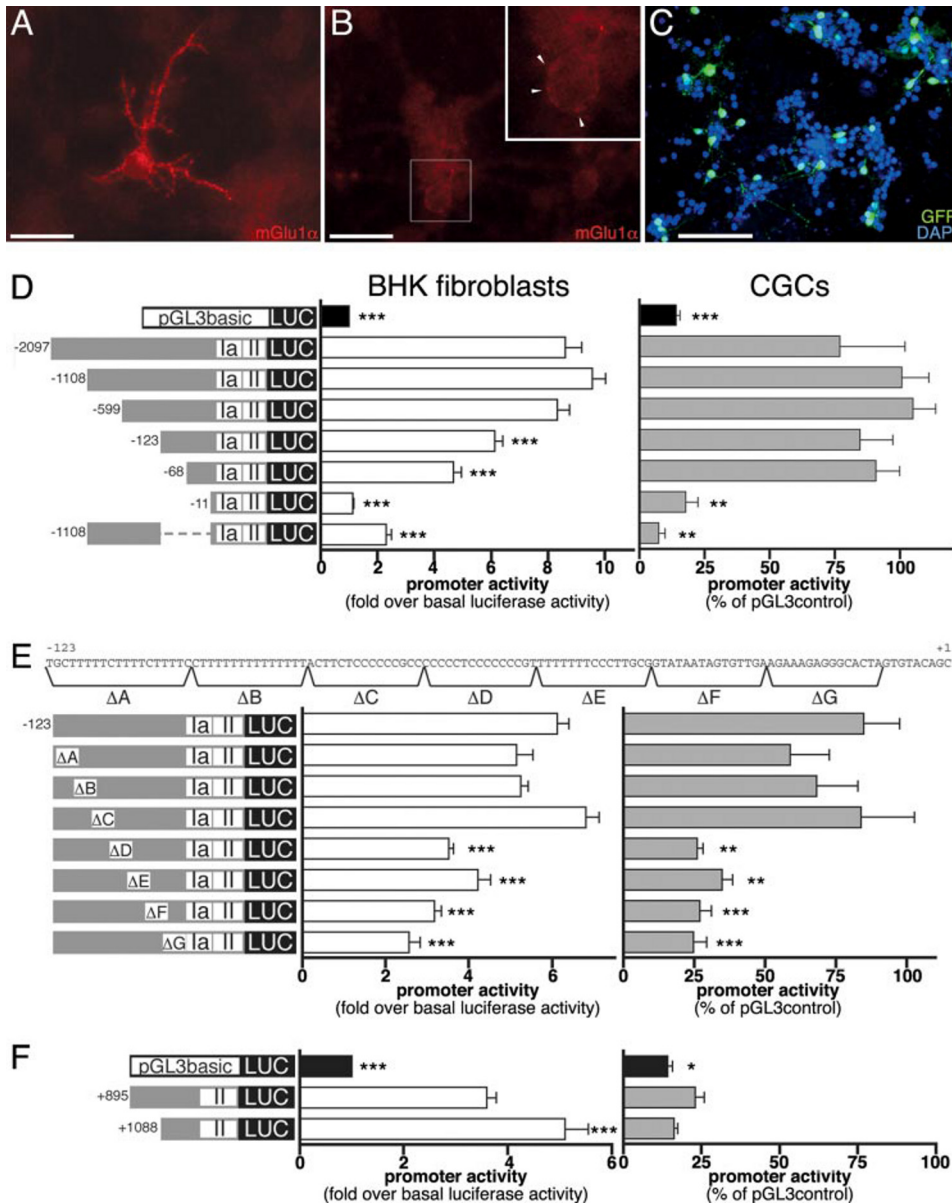 A
B
C
mGlu1α
mGlu1α
GFP
DAPI
D
BHK fibroblasts
CGCs
pGL3basic LUC *** ***
-2097 Ia II LUC
-1108 Ia II LUC
-599 Ia II LUC
-123 Ia II LUC ***
-68 Ia II LUC ***
-11 Ia II LUC *** **
-1108 Ia II LUC *** **
0 2 4 6 8 10 0 25 50 75 100
promoter activity promoter activity
(fold over basal luciferase activity) (% of pGL3control)
E
-123 +1
ΔA ΔB ΔC ΔD ΔE ΔF ΔG
-123 Ia II LUC
ΔA Ia II LUC
ΔB Ia II LUC
ΔC Ia II LUC
ΔD Ia II LUC *** **
ΔE Ia II LUC *** **
ΔF Ia II LUC *** ***
ΔG Ia II LUC *** ***
0 2 4 6 0 25 50 75 100
promoter activity promoter activity
(fold over basal luciferase activity) (% of pGL3control)
F
pGL3basic LUC *** *
+895 II LUC
+1088 II LUC ***
0 2 4 6 0 25 50 75 100
promoter activity promoter activity
(fold over basal luciferase activity) (% of pGL3control)